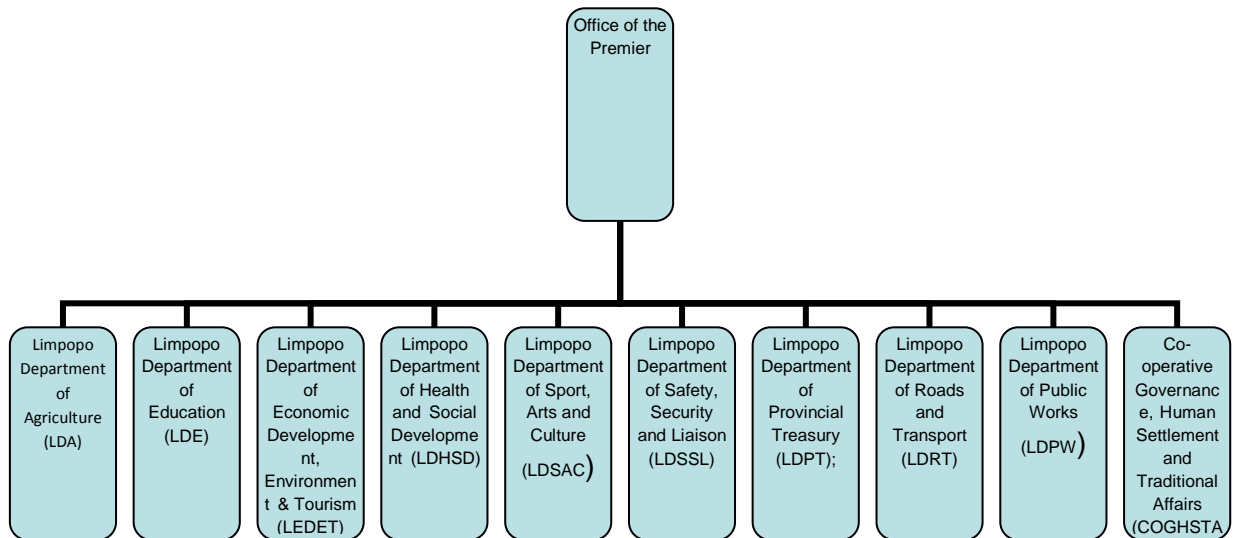 Office of the
Premier
Limpopo
Department
of
Agriculture
(LDA)
Limpopo
Department
of
Education
(LDE)
Limpopo
Department
of
Economic
Developme
nt,
Environmen
t & Tourism
(LEDET)
Limpopo
Department
of Health
and Social
Developme
nt (LDHSD)
Limpopo
Department
of Sport,
Arts and
Culture
(LDSAC)
Limpopo
Department
of Safety,
Security
and Liaison
(LDSSL)
Limpopo
Department
of
Provincial
Treasury
(LDPT);
Limpopo
Department
of Roads
and
Transport
(LDRT)
Limpopo
Department
of Public
Works
(LDPW)
Co-
operative
Governanc
e, Human
Settlement
and
Traditional
Affairs
(COGHSTA